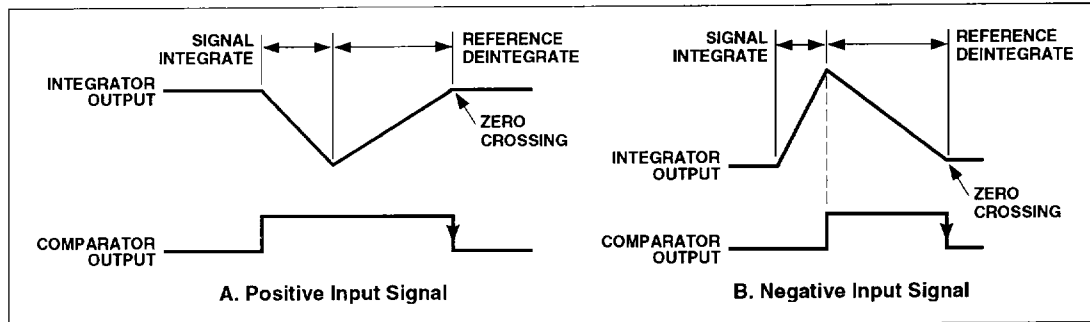 SIGNAL
INTEGRATE
REFERENCE
DEINTEGRATE
INTEGRATOR
OUTPUT
ZERO
CROSSING
COMPARATOR
OUTPUT
A. Positive Input Signal
SIGNAL
INTEGRATE
REFERENCE
DEINTEGRATE
INTEGRATOR
OUTPUT
ZERO
CROSSING
COMPARATOR
OUTPUT
B. Negative Input Signal